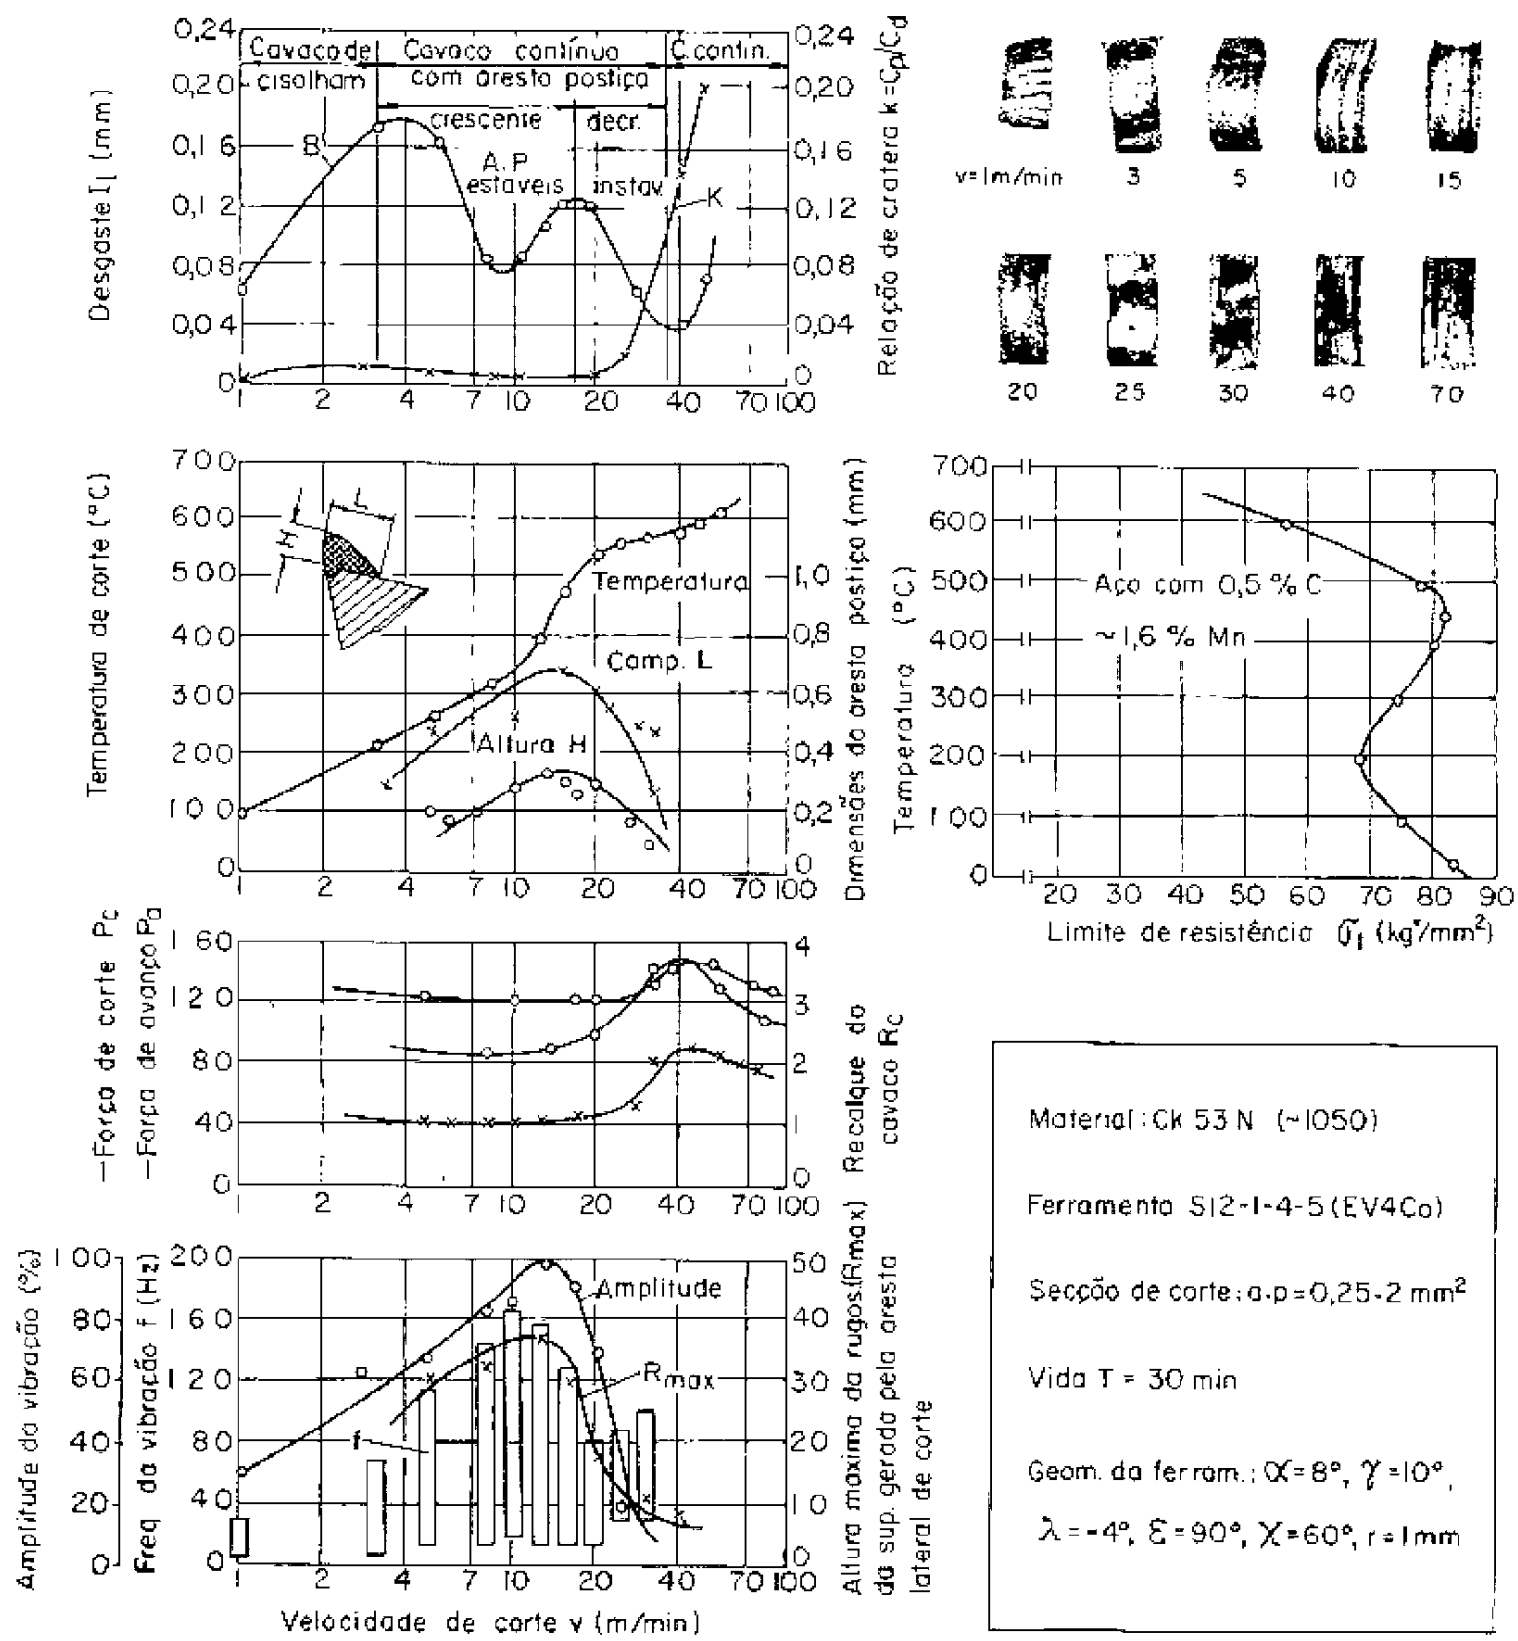 0,24
0,20
0,16
0,12
0,08
0,04
0
Desgaste I_l (mm)
Cavaco de
cisalham
Cavaco contínuo
com aresta postiça
C. contin.
crescente
decr.
A.P
estaveis
instav.
B
K
0,24
0,20
0,16
0,12
0,08
0,04
0
Relação de cratera k=Cp/Cd
1 2 4 7 10 20 40 70 100
v=1m/min 3 5 10 15
20 25 30 40 70
Temperatura de corte (°C)
700
600
500
400
300
200
100
0
H
L
Temperatura
Comp. L
Altura H
1,0
0,8
0,6
0,4
0,2
0
Dimensões da aresta postiça (mm)
1 2 4 7 10 20 40 70 100
Temperatura (°C)
700
600
500
400
300
200
100
0
Aço com 0,5 % C
~1,6 % Mn
20 30 40 50 60 70 80 90
Limite de resistência σ_t (kg*/mm²)
—Força de corte Pc
—Força de avanço Pa
160
120
80
40
0
4
3
2
1
0
Recalque do
cavaco Rc
1 2 4 7 10 20 40 70 100
Amplitude da vibração (%)
100
80
60
40
20
0
Freq da vibração f (Hz)
200
160
120
80
40
0
Amplitude
Rmax
f
50
40
30
20
10
0
Altura máxima da rugos.(Rmax)
da sup. gerada pela aresta
lateral de corte
1 2 4 7 10 20 40 70 100
Velocidade de corte v (m/min)
Material: Ck 53 N (~1050)
Ferramenta S12-1-4-5 (EV4Co)
Secção de corte: a.p=0,25·2 mm²
Vida T = 30 min
Geom. da ferram.: α=8°, γ=10°,
λ=-4°, ε=90°, χ=60°, r=1mm